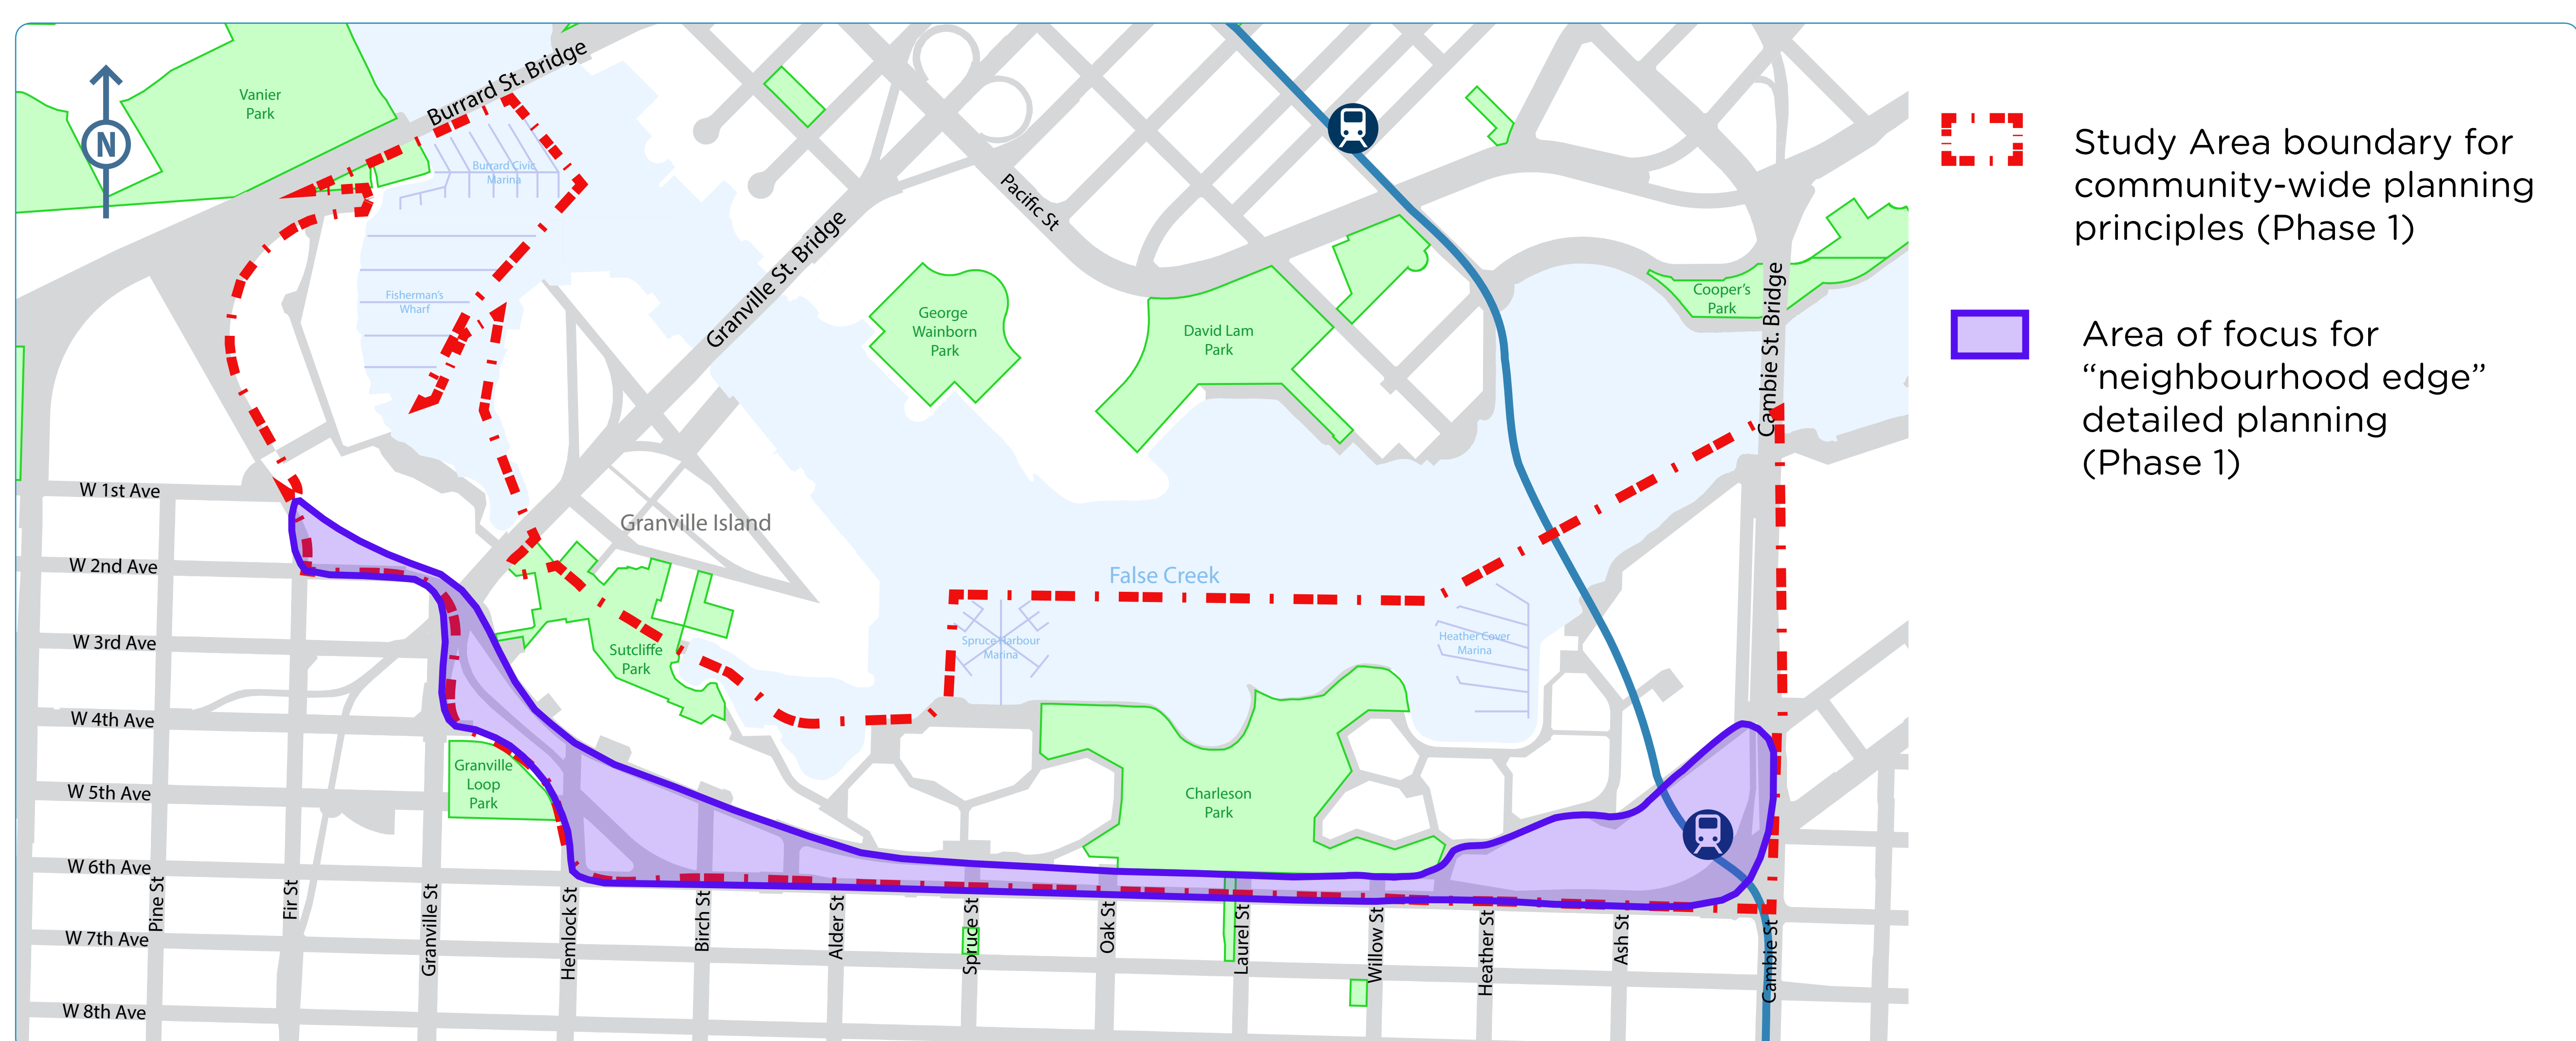 Burrard St. Bridge
Vanier
Park
N
Burrard Civic
Marina
Pacific St
Granville St. Bridge
Fisherman's
Wharf
George
Wainborn
Park
David Lam
Park
Cooper's
Park
Cambie St. Bridge
W 1st Ave
Granville Island
W 2nd Ave
False Creek
W 3rd Ave
Sutcliffe
Park
Spruce Harbour
Marina
Heather Cover
Marina
W 4th Ave
Granville
Loop
Park
W 5th Ave
Charleson
Park
W 6th Ave
Pine St
Fir St
Granville St
Hemlock St
Birch St
Alder St
Spruce St
Oak St
Laurel St
Willow St
Heather St
Ash St
Cambie St
W 7th Ave
W 8th Ave
Study Area boundary for
community-wide planning
principles (Phase 1)
Area of focus for
“neighbourhood edge”
detailed planning
(Phase 1)